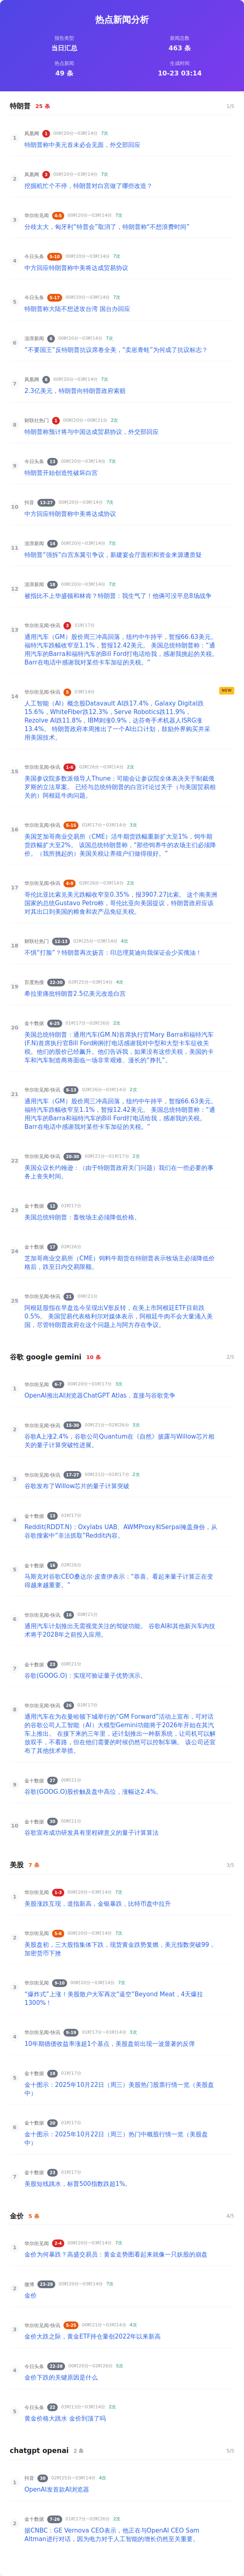 热点新闻分析
报告类型
新闻总数
当日汇总
463 条
热点新闻
生成时间
49 条
10-23 03:14
特朗普 25 条 1/5
1 凤凰网 1 00时20分~03时14分 7次
特朗普称中美元首未必会见面，外交部回应
2 凤凰网 3 00时20分~03时14分 7次
挖掘机忙个不停，特朗普对白宫做了哪些改造？
3 华尔街见闻 4-5 00时20分~03时14分 7次
分歧太大，匈牙利“特普会”取消了，特朗普称“不想浪费时间”
4 今日头条 5-10 00时20分~03时14分 7次
中方回应特朗普称中美将达成贸易协议
5 今日头条 5-17 00时20分~03时14分 7次
特朗普称大陆不想进攻台湾 国台办回应
6 澎湃新闻 6 00时20分~03时14分 7次
“不要国王”反特朗普抗议席卷全美，“卖崽青蛙”为何成了抗议标志？
7 凤凰网 8 00时20分~03时14分 7次
2.3亿美元，特朗普向特朗普政府索赔
8 财联社热门 1 00时20分~00时21分 2次
特朗普称预计将与中国达成贸易协议，外交部回应
9 今日头条 13 00时20分~03时14分 7次
特朗普开始创造性破坏白宫
10 抖音 13-27 00时20分~03时14分 7次
中方回应特朗普称中美将达成协议
11 澎湃新闻 16 00时20分~03时14分 7次
特朗普“强拆”白宫东翼引争议，新建宴会厅面积和资金来源遭质疑
12 澎湃新闻 18 00时20分~03时14分 7次
被指比不上华盛顿和林肯？特朗普：我生气了！他俩可没平息8场战争
13 华尔街见闻-快讯 3 01时17分
通用汽车（GM）股价周三冲高回落，纽约中午持平，暂报66.63美元。福特汽车跌幅收窄至1.1%，暂报12.42美元。 美国总统特朗普称：“通用汽车的Barra和福特汽车的Bill Ford打电话给我，感谢我挑起的关税。Barr在电话中感谢我对某些卡车加征的关税。”
14 华尔街见闻-快讯 5 03时14分 NEW
人工智能（AI）概念股Datavault AI跌17.4%，Galaxy Digital跌15.6%，WhiteFiber跌12.3%，Serve Robotics跌11.9%，Rezolve AI跌11.8%，IBM则涨0.9%，达芬奇手术机器人ISRG涨13.4%。 特朗普政府本周推出了一个AI出口计划，鼓励外界购买并采用美国技术。
15 华尔街见闻-快讯 1-6 02时26分~03时14分 2次
美国参议院多数派领导人Thune：可能会让参议院全体表决关于制裁俄罗斯的立法草案。 已经与总统特朗普的白宫讨论过关于（与美国贸易相关的）阿根廷牛肉问题。
16 华尔街见闻-快讯 5-15 01时17分~03时14分 3次
美国芝加哥商业交易所（CME）活牛期货跌幅重新扩大至1%，饲牛期货跌幅扩大至2%。 该国总统特朗普称，“那些饲养牛的农场主们必须降价。（我所挑起的）美国关税让养殖户们做得很好。”
17 华尔街见闻-快讯 4-9 02时26分~03时14分 2次
哥伦比亚比索兑美元跌幅收窄至0.35%，报3907.27比索。 这个南美洲国家的总统Gustavo Petro称，哥伦比亚向美国提议，特朗普政府应该对其出口到美国的粮食和农产品免征关税。
18 财联社热门 12-13 02时25分~03时14分 4次
不惧“打脸”？特朗普再次扬言：印总理莫迪向我保证会少买俄油！
19 百度热搜 22-30 02时25分~03时14分 4次
希拉里痛批特朗普2.5亿美元改造白宫
20 金十数据 6-25 01时17分~02时26分 2次
美国总统特朗普：通用汽车(GM.N)首席执行官Mary Barra和福特汽车(F.N)首席执行官Bill Ford刚刚打电话感谢我对中型和大型卡车征收关税。他们的股价已经飙升。他们告诉我，如果没有这些关税，美国的卡车和汽车制造商将面临一场非常艰难、漫长的“挣扎”。
21 华尔街见闻-快讯 8-13 02时26分~03时14分 2次
通用汽车（GM）股价周三冲高回落，纽约中午持平，暂报66.63美元。福特汽车跌幅收窄至1.1%，暂报12.42美元。 美国总统特朗普称：“通用汽车的Barra和福特汽车的Bill Ford打电话给我，感谢我的关税。Barr在电话中感谢我对某些卡车加征的关税。”
22 华尔街见闻-快讯 20-30 00时21分~01时17分 2次
美国众议长约翰逊：（由于特朗普政府关门问题）我们在一些必要的事务上丧失时间。
23 金十数据 12 01时17分
美国总统特朗普：畜牧场主必须降低价格。
24 金十数据 17 02时26分
芝加哥商业交易所（CME）饲料牛期货在特朗普表示牧场主必须降低价格后，跌至日内交易限额。
25 华尔街见闻-快讯 21 00时21分
阿根廷股指在早盘迄今呈现出V形反转，在美上市阿根廷ETF目前跌0.5%。 美国贸易代表格利尔对媒体表示，阿根廷牛肉不会大量涌入美国，尽管特朗普政府在这个问题上与阿方存在争议。
谷歌 google gemini 10 条 2/5
1 华尔街见闻 6-7 00时20分~01时17分 3次
OpenAI推出AI浏览器ChatGPT Atlas，直接与谷歌竞争
2 华尔街见闻-快讯 15-30 00时21分~02时26分 3次
谷歌A上涨2.4%，谷歌公司Quantum在《自然》披露与Willow芯片相关的量子计算突破性进展。
3 华尔街见闻-快讯 17-27 00时21分~01时17分 2次
谷歌发布了Willow芯片的量子计算突破
4 金十数据 13 01时17分
Reddit(RDDT.N)：Oxylabs UAB、AWMProxy和Serpai掩盖身份，从谷歌搜索中“非法抓取”Reddit内容。
5 金十数据 16 02时26分
马斯克对谷歌CEO桑达尔·皮查伊表示：“恭喜。看起来量子计算正在变得越来越重要。”
6 华尔街见闻-快讯 16 00时21分
通用汽车计划推出无需视觉关注的驾驶功能。 谷歌AI和其他新兴车内技术将于2028年之前投入应用。
7 金十数据 23 00时21分
谷歌(GOOG.O)：实现可验证量子优势演示。
8 华尔街见闻-快讯 26 01时17分
通用汽车在为在曼哈顿下城举行的“GM Forward”活动上宣布，可对话的谷歌公司人工智能（AI）大模型Gemini功能将于2026年开始在其汽车上推出。 在接下来的三年里，还计划推出一种新系统，让司机可以解放双手，不看路，但在他们需要的时候仍然可以控制车辆。 该公司还宣布了其他技术举措。
9 金十数据 27 00时21分
谷歌(GOOG.O)股价触及盘中高位，涨幅达2.4%。
10 金十数据 30 00时21分
谷歌宣布成功研发具有里程碑意义的量子计算算法
美股 7 条 3/5
1 华尔街见闻 1-3 00时20分~03时14分 7次
美股涨跌互现，道指新高，金银暴跌，比特币盘中拉升
2 华尔街见闻 5-6 00时20分~03时14分 7次
美股盘初，三大股指集体下跌，现货黄金跌势复燃，美元指数突破99，加密货币下挫
3 华尔街见闻 9-10 00时20分~03时14分 7次
“爆炸式”上涨！美股散户大军再次“逼空”Beyond Meat，4天爆拉1300%！
4 华尔街见闻-快讯 9-19 01时17分~03时14分 3次
10年期德债收益率涨超1个基点，美股盘前出现一波显著的反弹
5 金十数据 18 01时17分
金十图示：2025年10月22日（周三）美股热门股票行情一览（美股盘中）
6 金十数据 20 01时17分
金十图示：2025年10月22日（周三）热门中概股行情一览（美股盘中）
7 金十数据 23 01时17分
美股短线跳水，标普500指数跌超1%。
金价 5 条 4/5
1 华尔街见闻 2-4 00时20分~03时14分 7次
金价为何暴跌？高盛交易员：黄金走势图看起来就像一只妖股的崩盘
2 微博 23-29 00时20分~03时14分 7次
金价
3 华尔街见闻-快讯 5-25 00时21分~03时14分 4次
金价大跌之际，黄金ETF持仓量创2022年以来新高
4 今日头条 22-28 00时20分~02时26分 5次
金价下跌的关键原因是什么
5 今日头条 22 03时13分~03时14分 2次
黄金价格大跳水 金价到顶了吗
chatgpt openai 2 条 5/5
1 抖音 30 02时25分~03时14分 4次
OpenAI发首款AI浏览器
2 金十数据 7-26 01时17分~02时26分 2次
据CNBC：GE Vernova CEO表示，他正在与OpenAI CEO Sam Altman进行对话，因为电力对于人工智能的增长仍然至关重要。